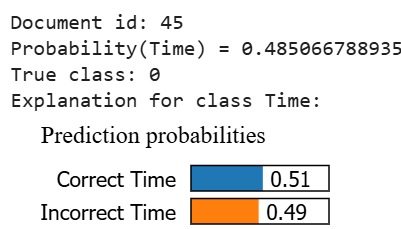 Document id: 45
Probability(Time) = 0.485066788935
True class: 0
Explanation for class Time:
Prediction probabilities
Correct Time 0.51
Incorrect Time 0.49